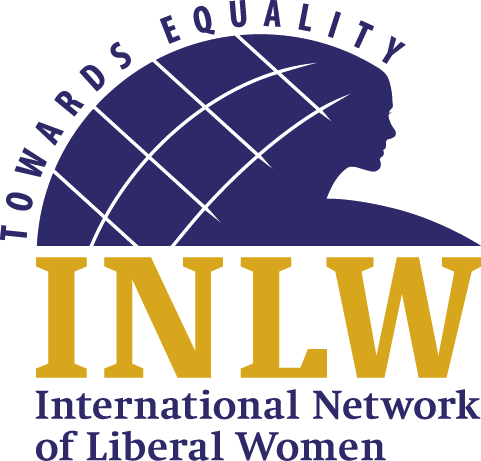 TOWARDS EQUALITY
INLW
International Network
of Liberal Women